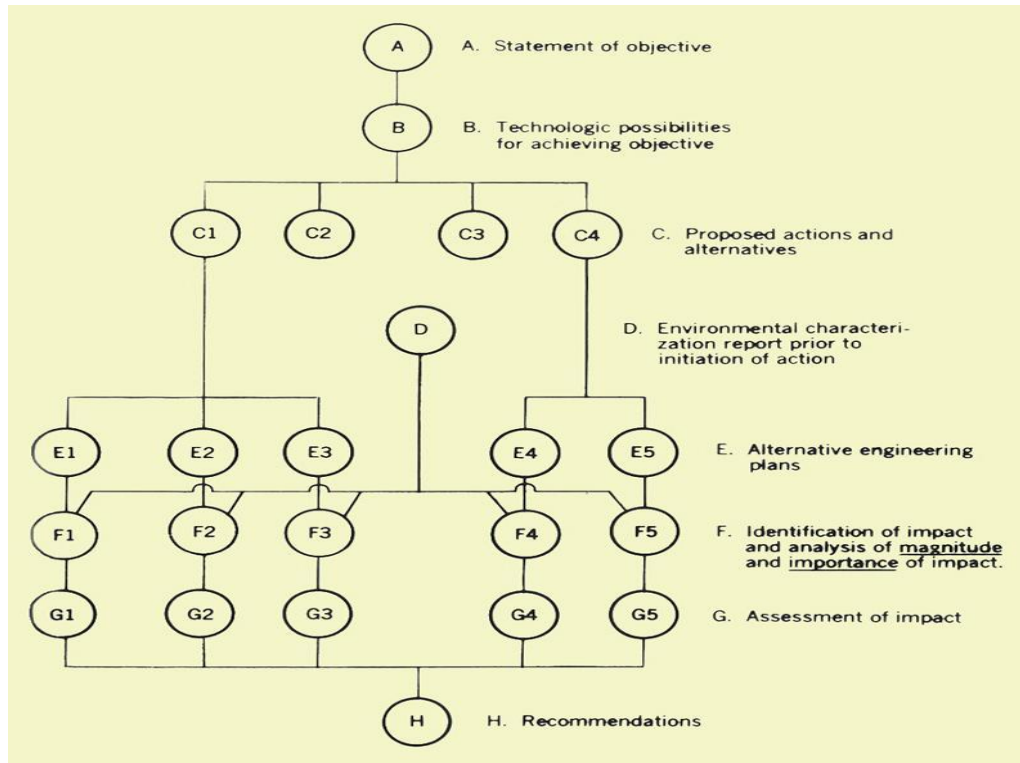 A
A. Statement of objective
B
B. Technologic possibilities
for achieving objective
C1
C2
C3
C4
C. Proposed actions and
alternatives
D
D. Environmental characteri-
zation report prior to
initiation of action
E1
E2
E3
E4
E5
E. Alternative engineering
plans
F1
F2
F3
F4
F5
F. Identification of impact
and analysis of magnitude
and importance of impact.
G1
G2
G3
G4
G5
G. Assessment of impact
H
H. Recommendations